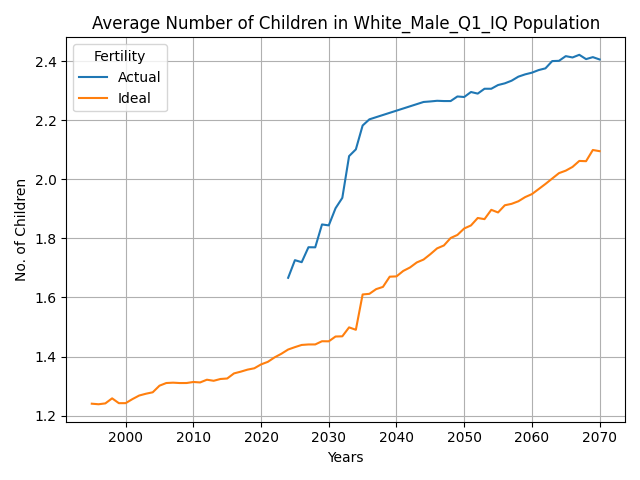 Average Number of Children in White_Male_Q1_IQ Population
Fertility
Actual
Ideal
No. of Children
2.4
2.2
2.0
1.8
1.6
1.4
1.2
2000 2010 2020 2030 2040 2050 2060 2070
Years